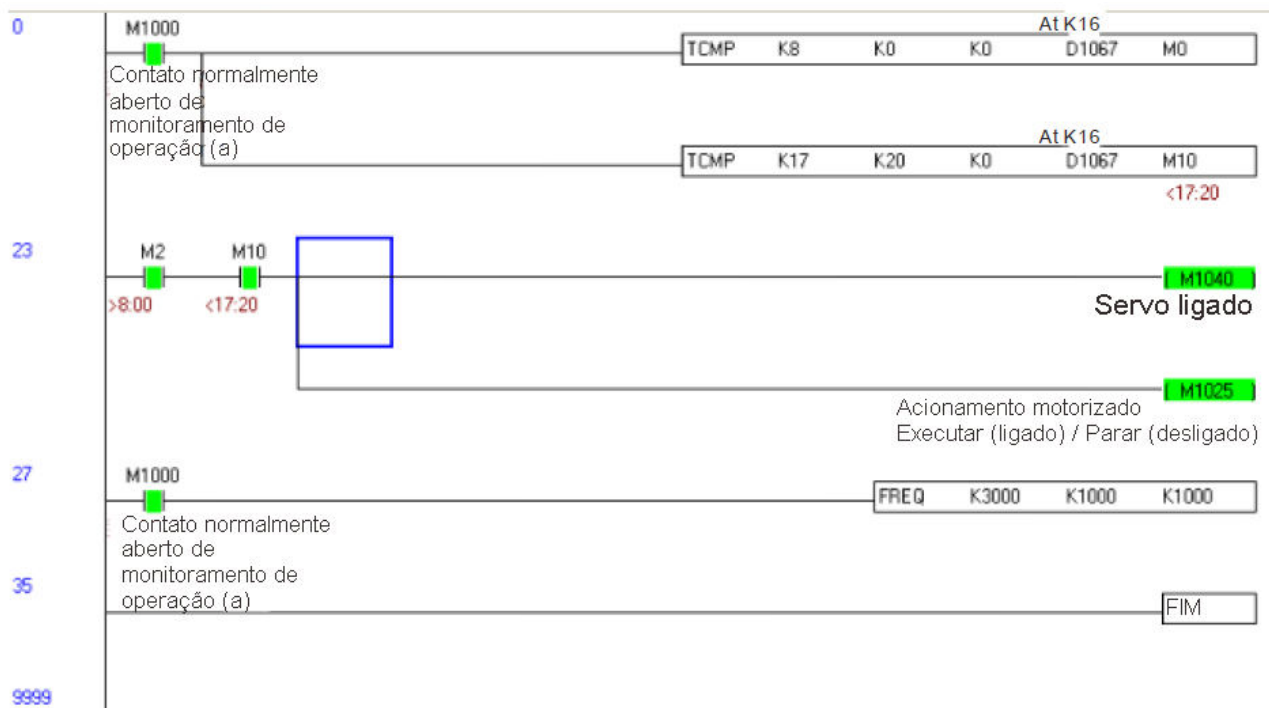 0
M1000
At K16
TCMP K8 K0 K0 D1067 M0
Contato normalmente
aberto de
monitoramento de
operação (a)
At K16
TCMP K17 K20 K0 D1067 M10
<17:20
23
M2 M10
M1040
>8:00 <17:20
Servo ligado
M1025
Acionamento motorizado
Executar (ligado) / Parar (desligado)
27
M1000
FREQ K3000 K1000 K1000
Contato normalmente
aberto de
monitoramento de
operação (a)
35
FIM
9999